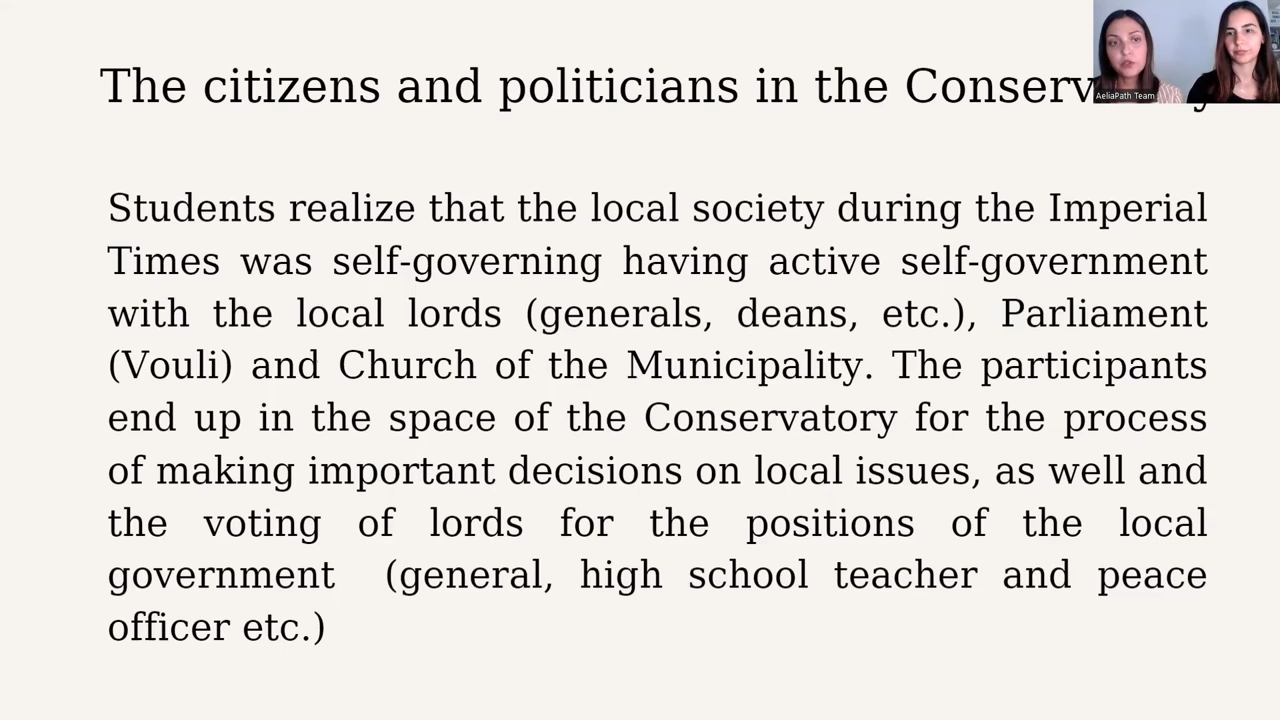 The citizens and politicians in the
AeliaPath Team
Students realize that the local society during the Imperial
Times was self-governing having active self-government
with the local lords (generals, deans, etc.), Parliament
(Vouli) and Church of the Municipality. The participants
end up in the space of the Conservatory for the process
of making important decisions on local issues, as well and
the voting of lords for the positions of the local
government (general, high school teacher and peace
officer etc.)